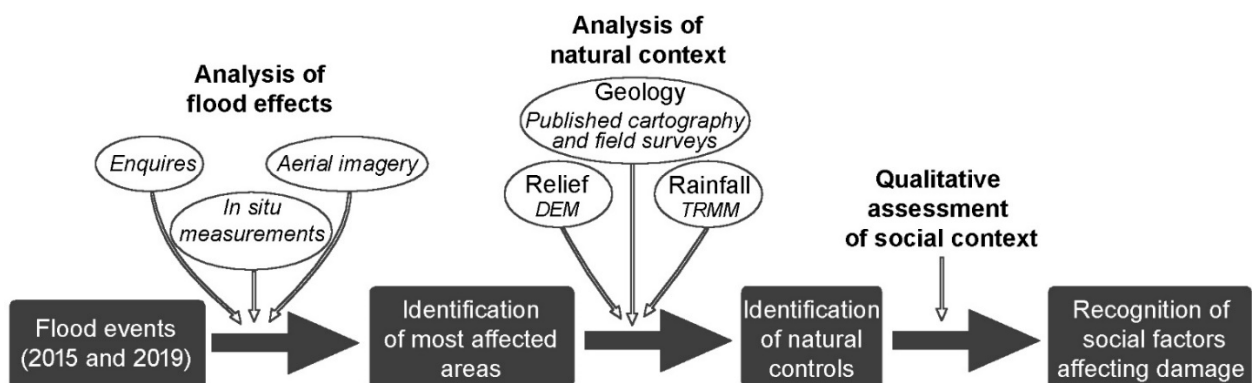 Analysis of
flood effects
Enquires
Aerial imagery
In situ
measurements
Analysis of
natural context
Geology
Published cartography
and field surveys
Relief
DEM
Rainfall
TRMM
Qualitative
assessment
of social context
Flood events
(2015 and 2019)
Identification
of most affected
areas
Identification
of natural
controls
Recognition of
social factors
affecting damage